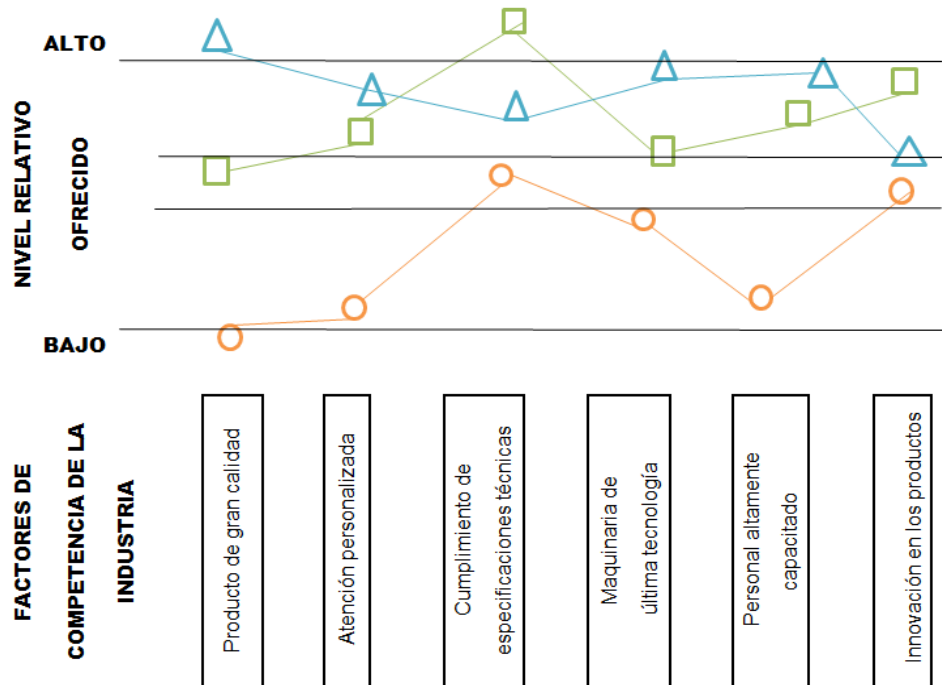 ALTO
NIVEL RELATIVO
OFRECIDO
BAJO
FACTORES DE
COMPETENCIA DE LA
INDUSTRIA
Producto de gran calidad
Atención personalizada
Cumplimiento de
especificaciones técnicas
Maquinaria de
última tecnología
Personal altamente
capacitado
Innovación en los productos